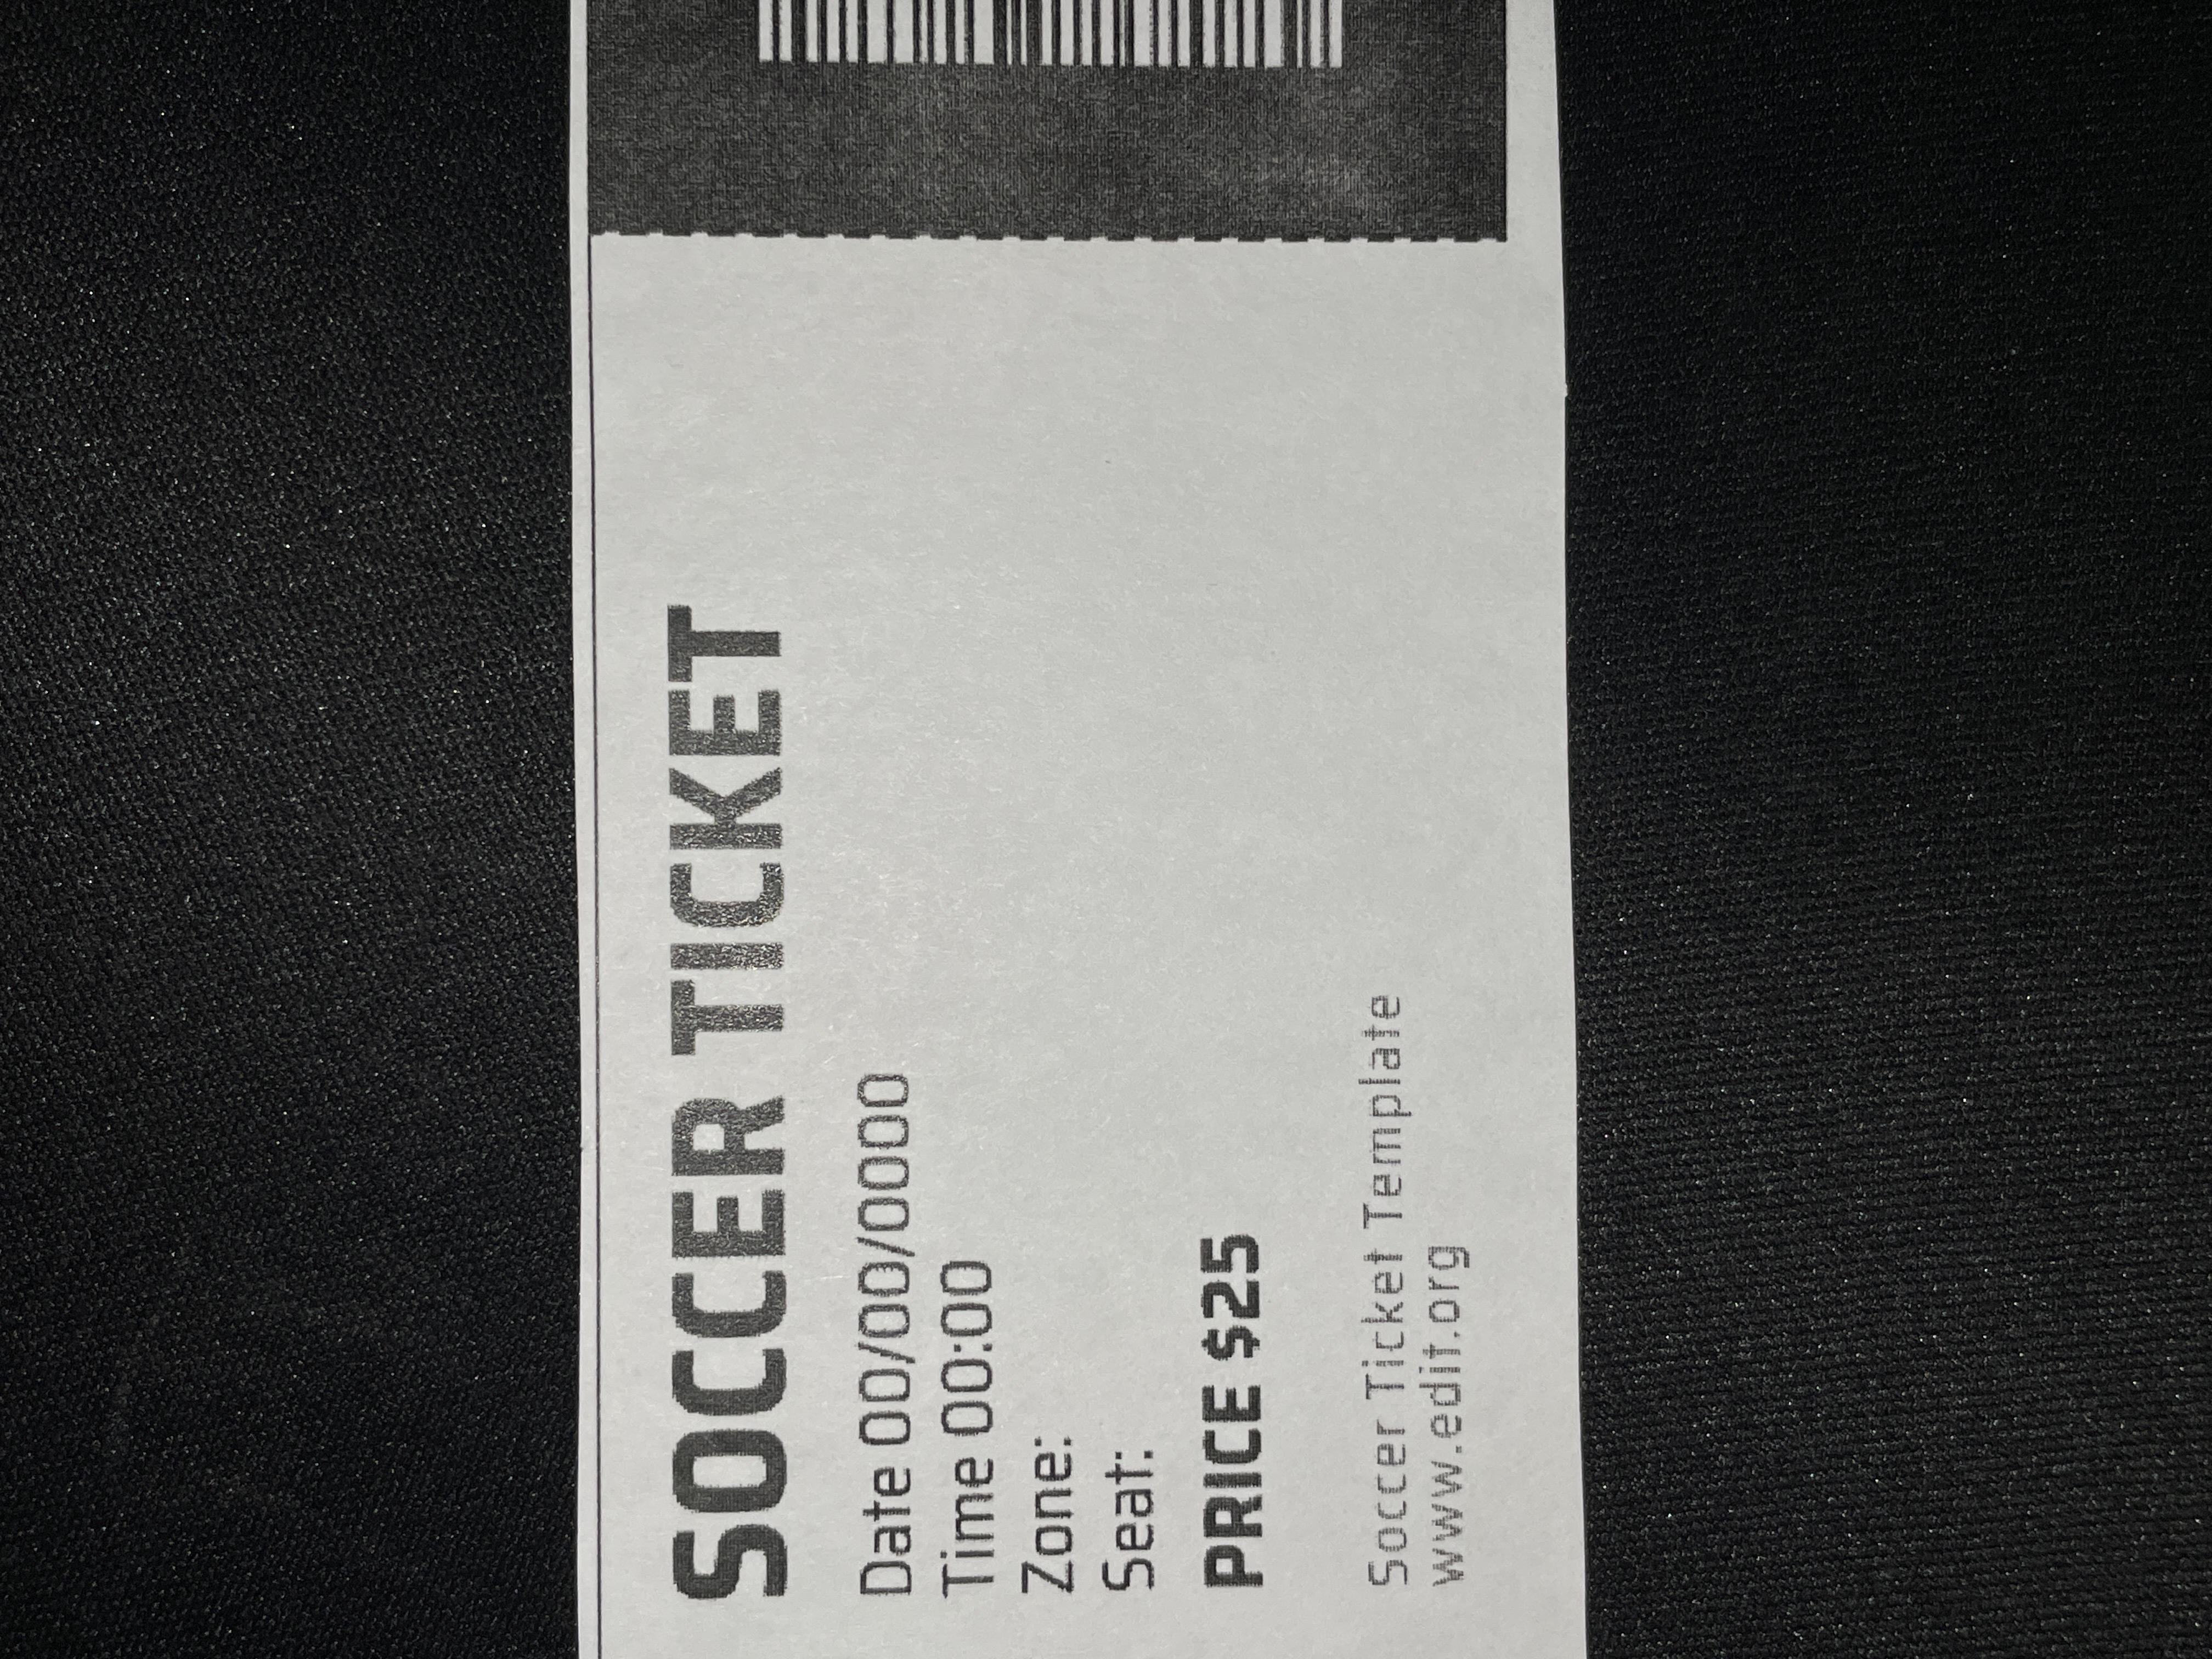 SOCCER TICKET
Date 00/00/0000
Time 00:00
Zone:
Seat:
PRICE $25
Soccer Ticket Template
www.edit.org